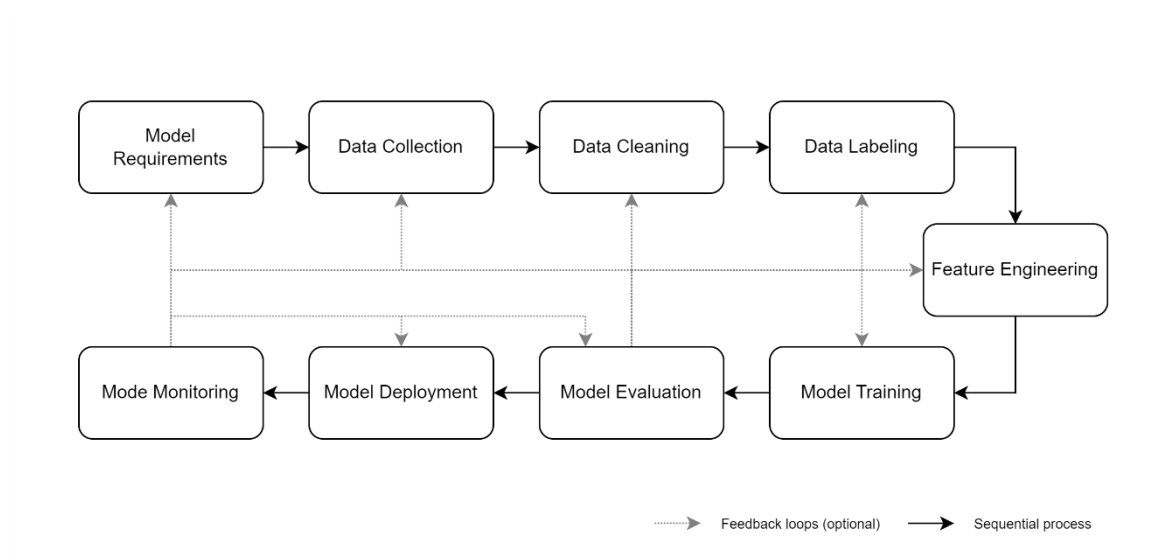 Model
Requirements
Data Collection
Data Cleaning
Data Labeling
Feature Engineering
Mode Monitoring
Model Deployment
Model Evaluation
Model Training
Feedback loops (optional)
Sequential process